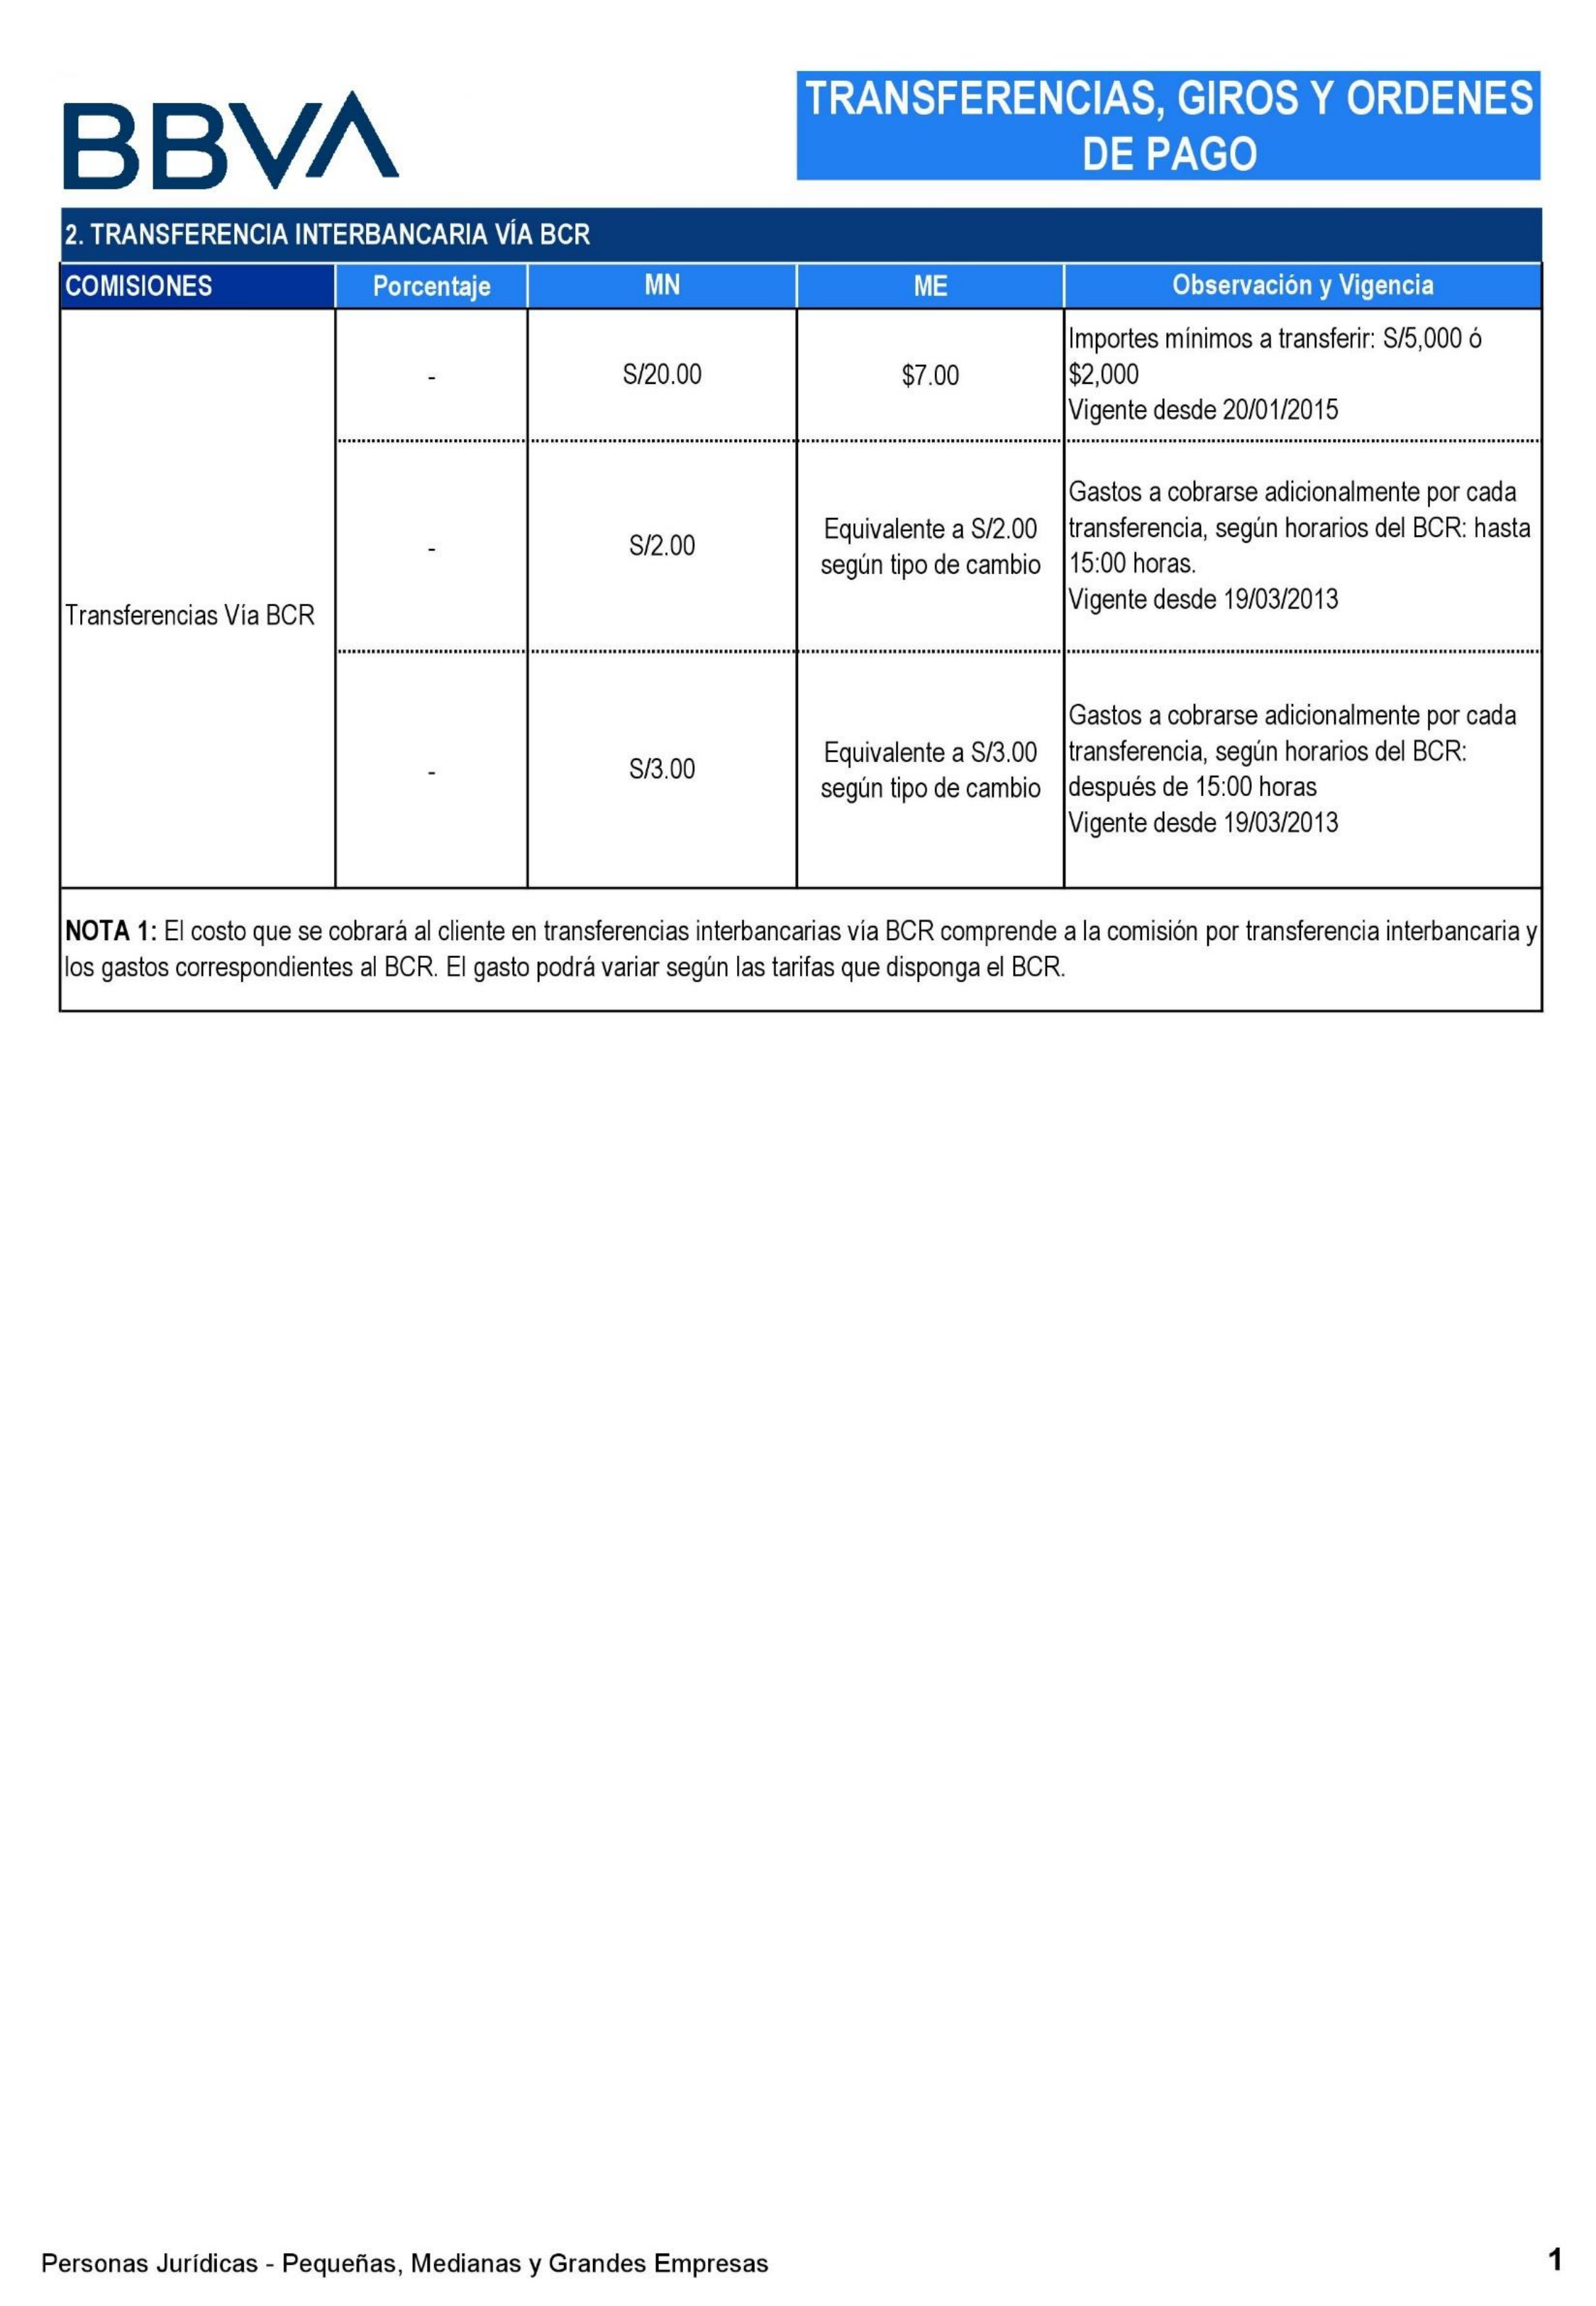 BBVA
TRANSFERENCIAS, GIROS Y ORDENES
DE PAGO
2. TRANSFERENCIA INTERBANCARIA VÍA BCR
COMISIONES Porcentaje MN ME Observación y Vigencia
Transferencias Vía BCR
- S/20.00 $7.00
Importes mínimos a transferir: S/5,000 ó
$2,000
Vigente desde 20/01/2015
- S/2.00
Equivalente a S/2.00
según tipo de cambio
Gastos a cobrarse adicionalmente por cada
transferencia, según horarios del BCR: hasta
15:00 horas.
Vigente desde 19/03/2013
- S/3.00
Equivalente a S/3.00
según tipo de cambio
Gastos a cobrarse adicionalmente por cada
transferencia, según horarios del BCR:
después de 15:00 horas
Vigente desde 19/03/2013
NOTA 1: El costo que se cobrará al cliente en transferencias interbancarias vía BCR comprende a la comisión por transferencia interbancaria y
los gastos correspondientes al BCR. El gasto podrá variar según las tarifas que disponga el BCR.
Personas Jurídicas - Pequeñas, Medianas y Grandes Empresas
1